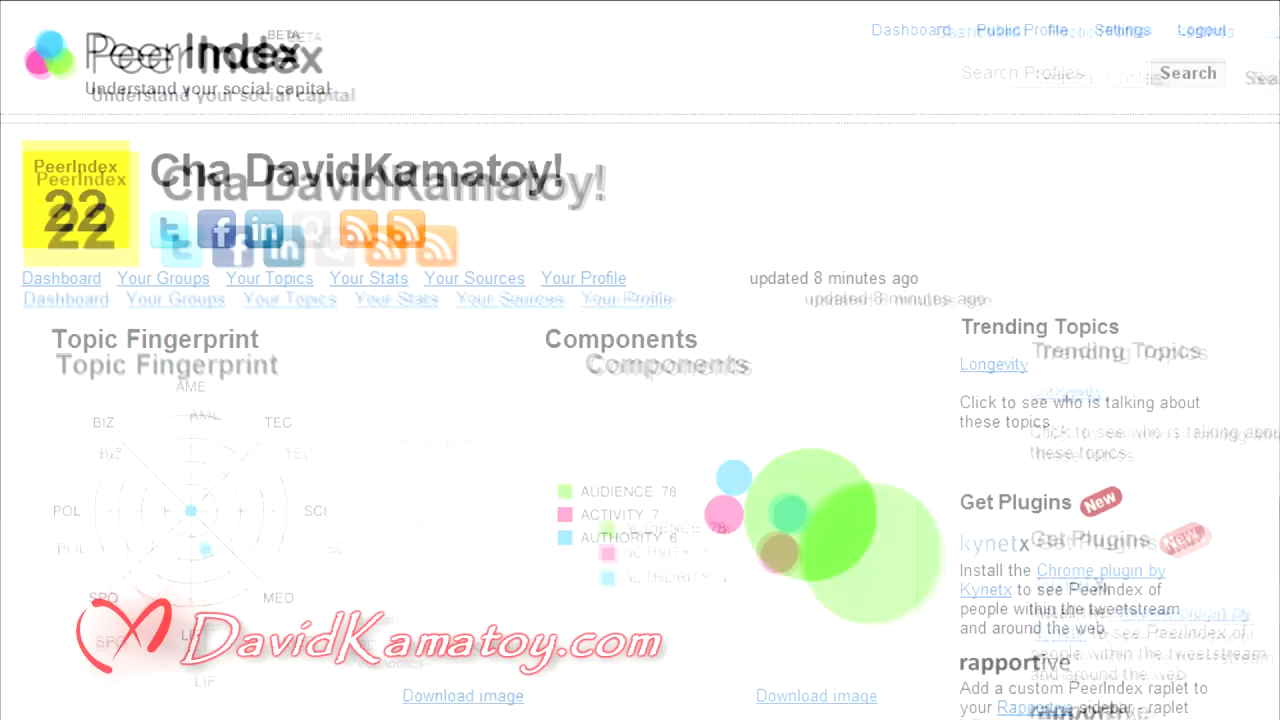 PeerIndex BETA
Understand your social capital
Dashboard Public Profile Settings Logout
Search Profiles Search
PeerIndex
22
Cha DavidKamatoy!
Dashboard Your Groups Your Topics Your Stats Your Sources Your Profile
updated 8 minutes ago
Topic Fingerprint
AME
BIZ TEC
POL SCI
SPO MED
LIF
Download image
Components
AUDIENCE 78
ACTIVITY 7
AUTHORITY 6
Download image
Trending Topics
Longevity
Click to see who is talking about
these topics
Get Plugins New
kynetx
Install the Chrome plugin by
Kynetx to see PeerIndex of
people within the tweetstream
and around the web
rapportive
Add a custom PeerIndex raplet to
your Rapportive sidebar - raplet
DavidKamatoy.com